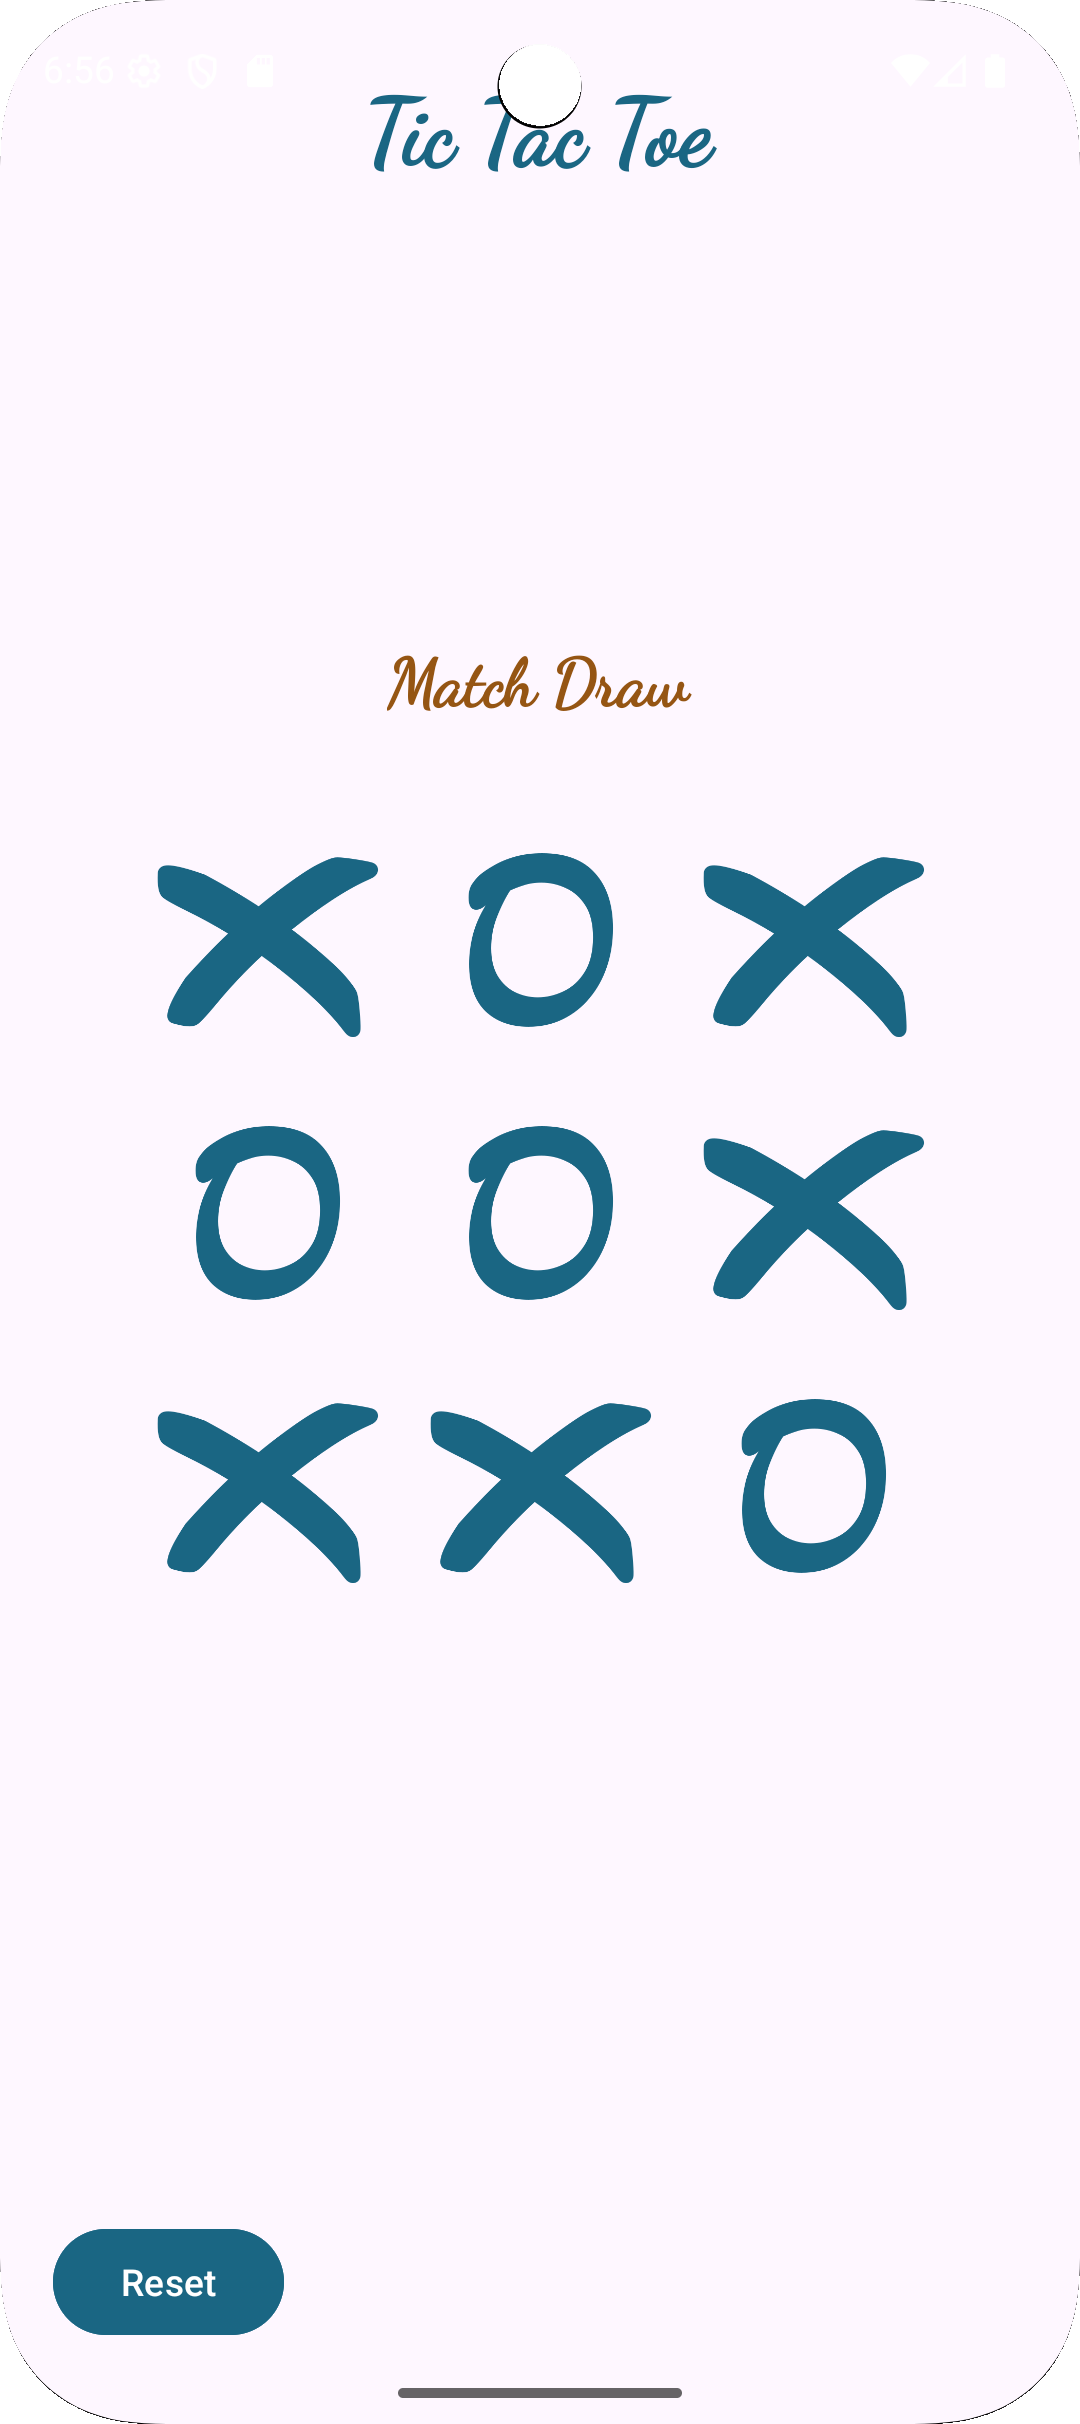 6:56
Tic Tac Toe
Match Draw
X O X
O O X
X X O
Reset